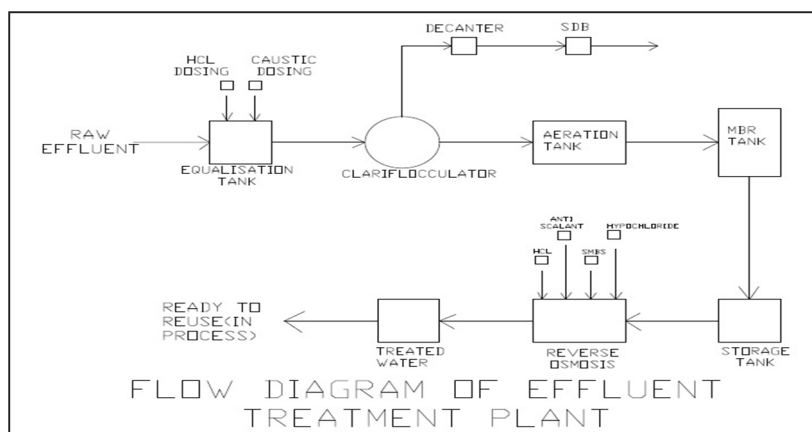 DECANTER
SDB
HCL
DOSING
CAUSTIC
DOSING
RAW
EFFLUENT
EQUALISATION
TANK
CLARIFLOCCULATOR
AERATION
TANK
MBR
TANK
ANTI
SCALANT
HYPOCHLORIDE
HCL
SMBS
READY TO
REUSE(IN
PROCESS)
TREATED
WATER
REVERSE
OSMOSIS
STORAGE
TANK
FLOW DIAGRAM OF EFFLUENT
TREATMENT PLANT